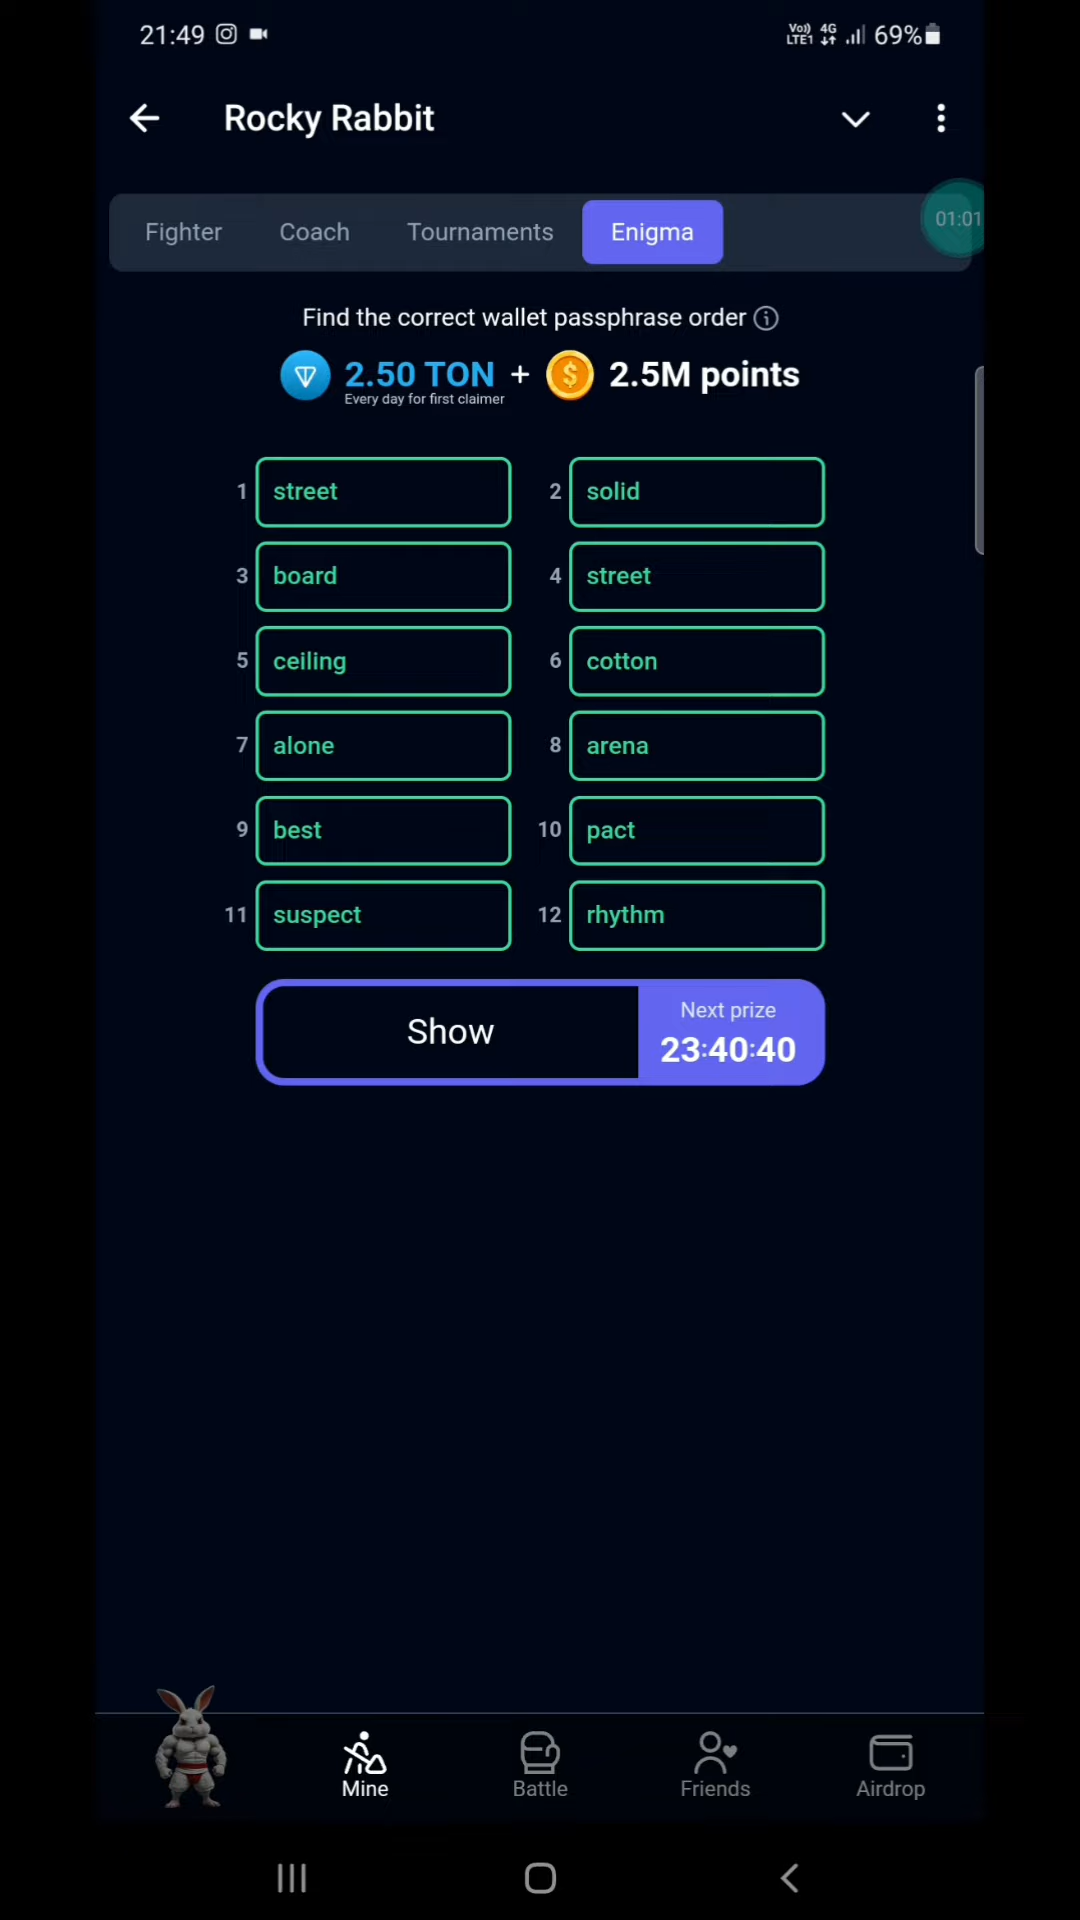 21:49 Vo)) LTE1 4G 69%
Rocky Rabbit
Fighter Coach Tournaments Enigma 01:01
Find the correct wallet passphrase order
2.50 TON + $ 2.5M points
Every day for first claimer
1 street 2 solid
3 board 4 street
5 ceiling 6 cotton
7 alone 8 arena
9 best 10 pact
11 suspect 12 rhythm
Show Next prize
23:40:40
Mine Battle Friends Airdrop